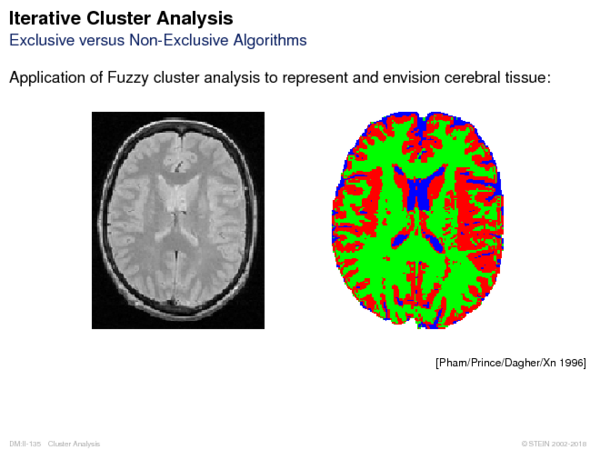 Iterative Cluster Analysis
Exclusive versus Non-Exclusive Algorithms
Application of Fuzzy cluster analysis to represent and envision cerebral tissue:
[Pham/Prince/Dagher/Xn 1996]
DM:II-135 Cluster Analysis
© STEIN 2002-2018